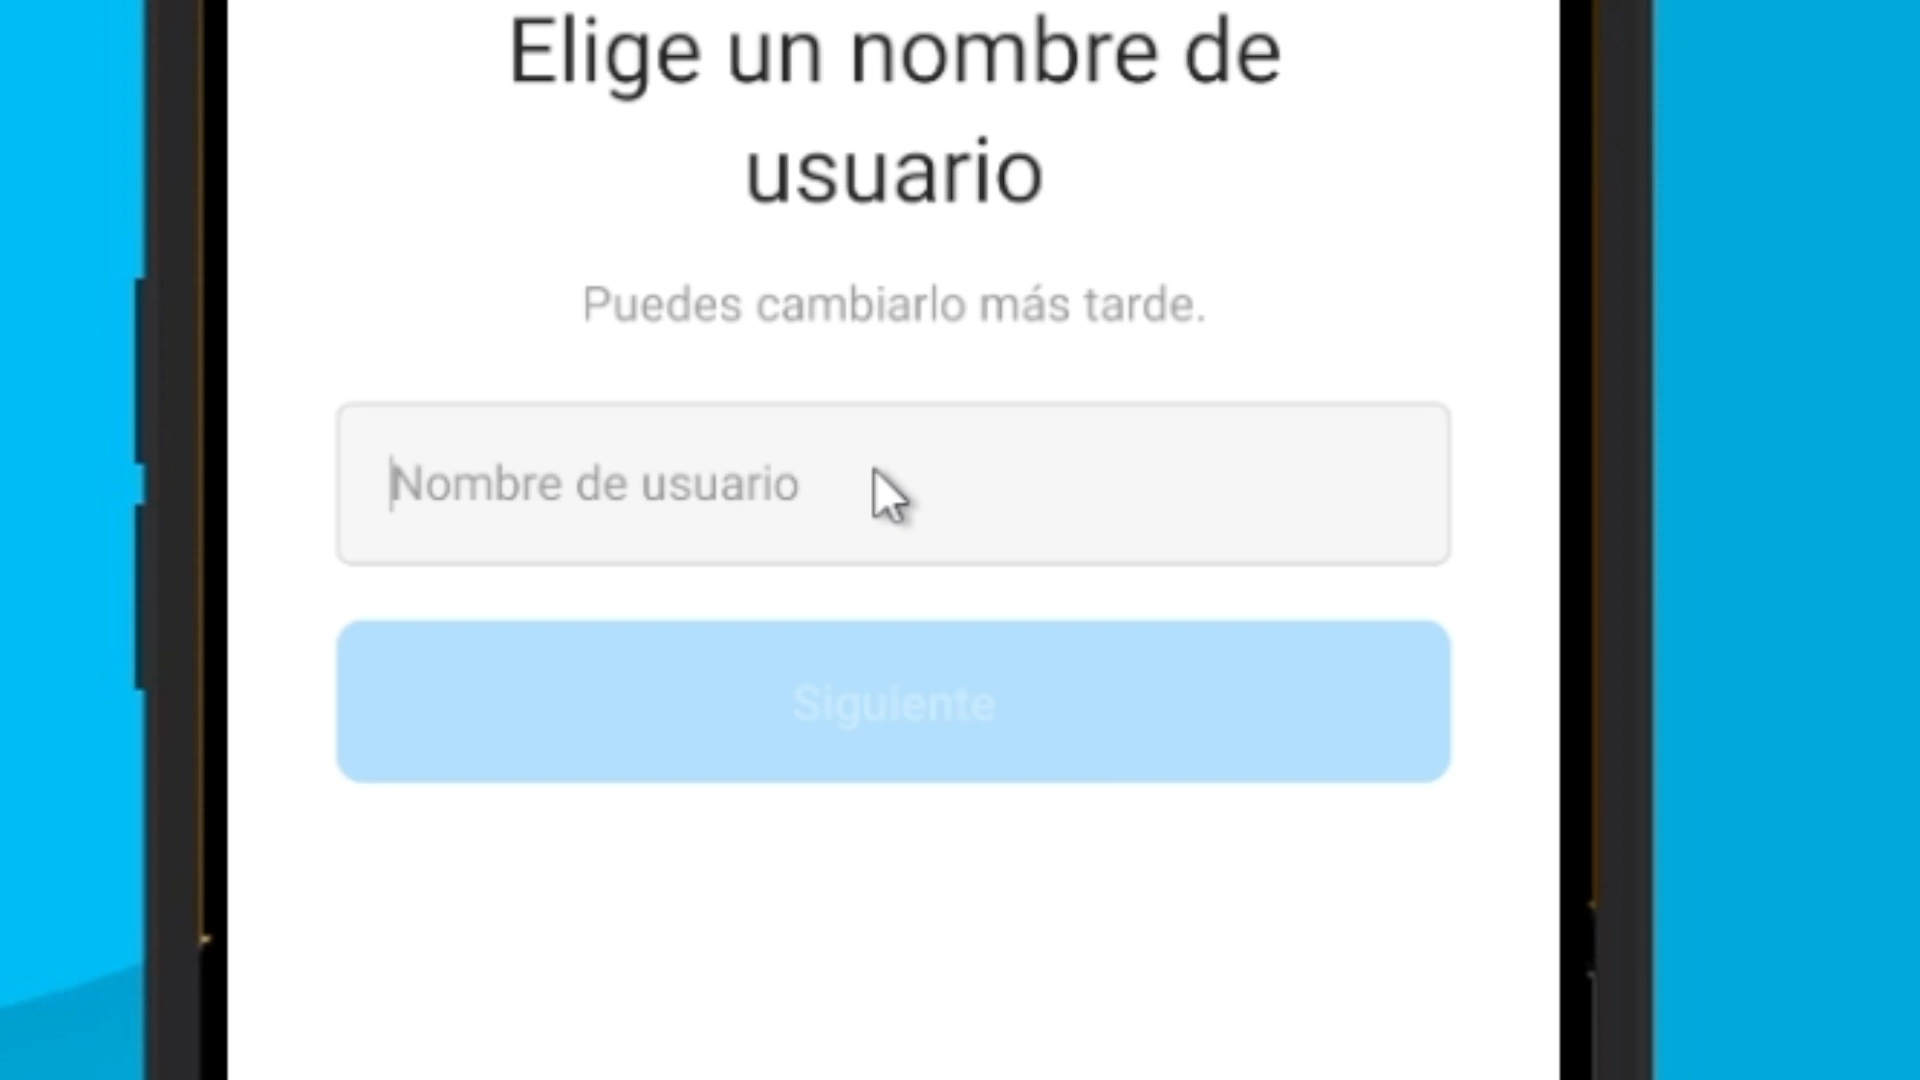 Elige un nombre de
usuario
Puedes cambiarlo más tarde.
Nombre de usuario
Siguiente